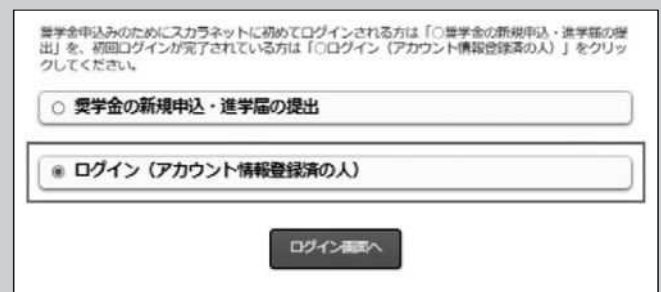 奨学金申込みのためにスカラネットに初めてログインされる方は「○奨学金の新規申込・進学届の提
出」を、初回ログインが完了されている方は「○ログイン（アカウント情報登録済の人）」をクリッ
クしてください。
○ 奨学金の新規申込・進学届の提出
◉ ログイン（アカウント情報登録済の人）
ログイン画面へ